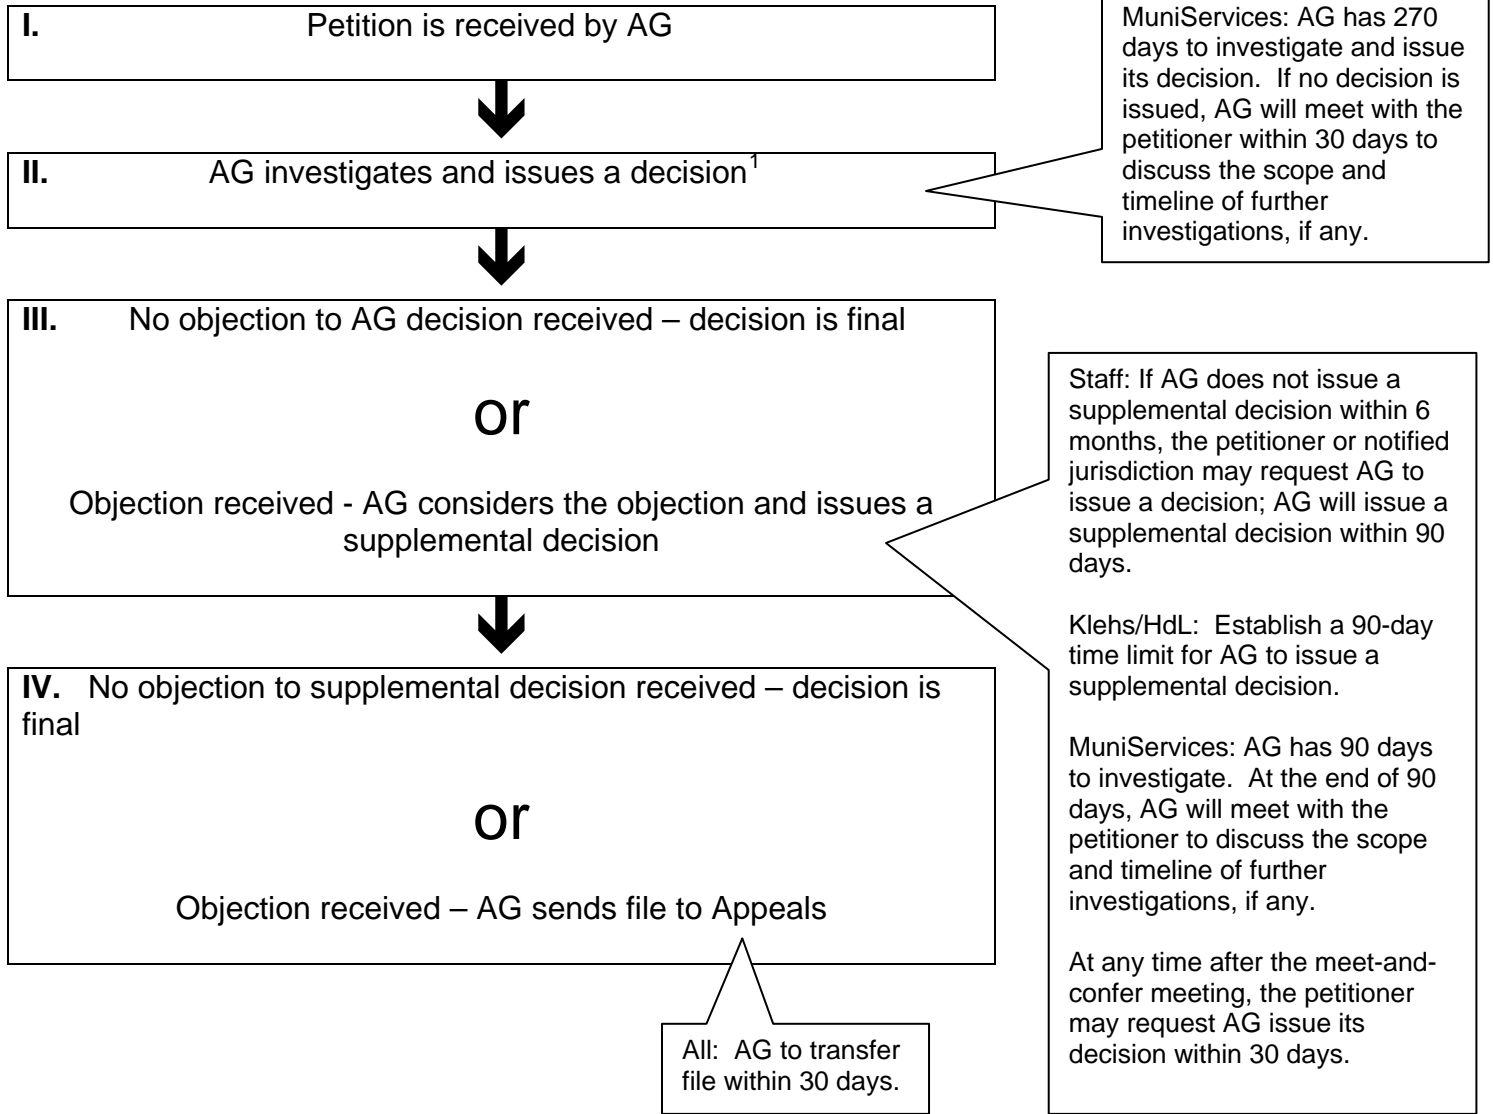 I. Petition is received by AG
MuniServices: AG has 270
days to investigate and issue
its decision. If no decision is
issued, AG will meet with the
petitioner within 30 days to
discuss the scope and
timeline of further
investigations, if any.
II. AG investigates and issues a decision1
III. No objection to AG decision received – decision is final
or
Objection received - AG considers the objection and issues a
supplemental decision
Staff: If AG does not issue a
supplemental decision within 6
months, the petitioner or notified
jurisdiction may request AG to
issue a decision; AG will issue a
supplemental decision within 90
days.
Klehs/HdL: Establish a 90-day
time limit for AG to issue a
supplemental decision.
MuniServices: AG has 90 days
to investigate. At the end of 90
days, AG will meet with the
petitioner to discuss the scope
and timeline of further
investigations, if any.
At any time after the meet-and-
confer meeting, the petitioner
may request AG issue its
decision within 30 days.
IV. No objection to supplemental decision received – decision is
final
or
Objection received – AG sends file to Appeals
All: AG to transfer
file within 30 days.